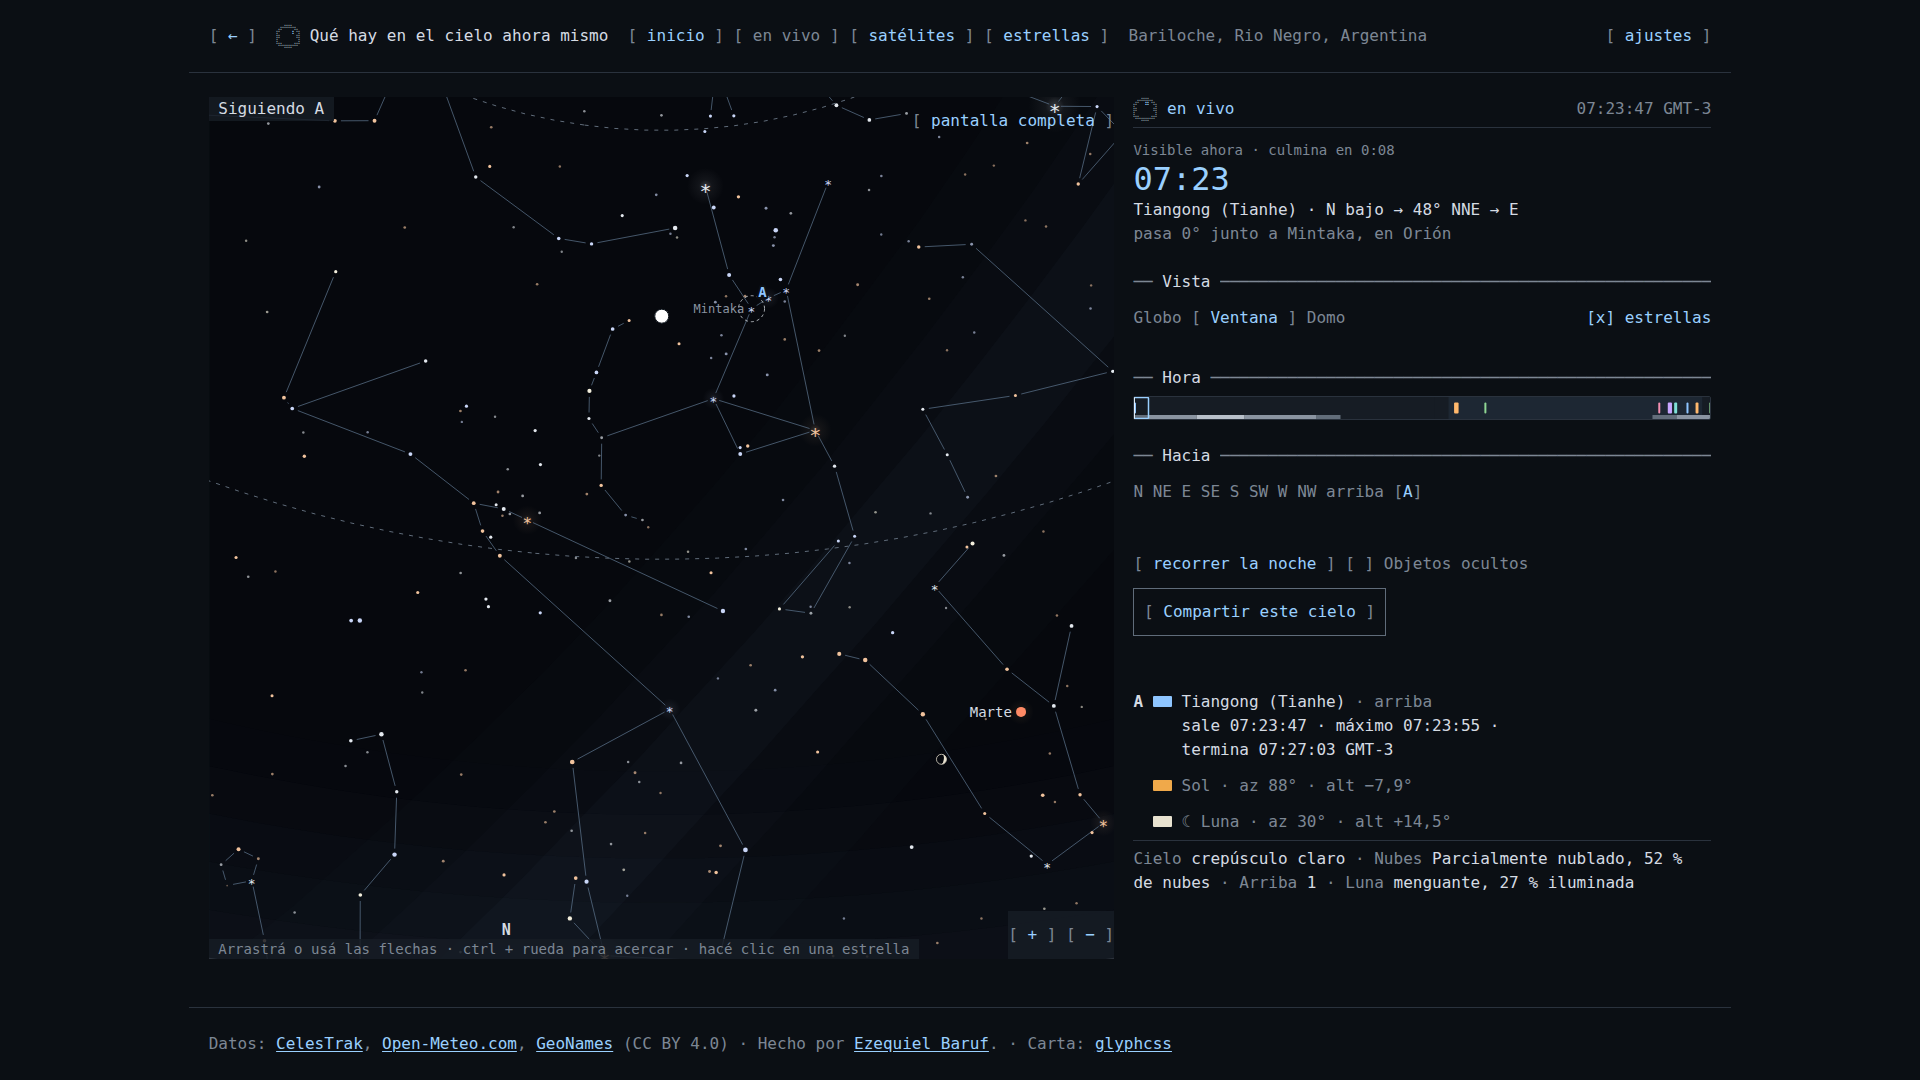 [ ← ] Qué hay en el cielo ahora mismo [ inicio ] [ en vivo ] [ satélites ] [ estrellas ] Bariloche, Rio Negro, Argentina [ ajustes ]
Siguiendo A
[ pantalla completa ]
A
Mintaka
Marte
N
Arrastrá o usá las flechas · ctrl + rueda para acercar · hacé clic en una estrella
[ + ] [ − ]
en vivo 07:23:47 GMT-3
Visible ahora · culmina en 0:08
07:23
Tiangong (Tianhe) · N bajo → 48° NNE → E
pasa 0° junto a Mintaka, en Orión
Vista
Globo [ Ventana ] Domo [x] estrellas
Hora
Hacia
N NE E SE S SW W NW arriba [A]
[ recorrer la noche ] [ ] Objetos ocultos
[ Compartir este cielo ]
A Tiangong (Tianhe) · arriba
sale 07:23:47 · máximo 07:23:55 ·
termina 07:27:03 GMT-3
Sol · az 88° · alt −7,9°
☾ Luna · az 30° · alt +14,5°
Cielo crepúsculo claro · Nubes Parcialmente nublado, 52 %
de nubes · Arriba 1 · Luna menguante, 27 % iluminada
Datos: CelesTrak, Open-Meteo.com, GeoNames (CC BY 4.0) · Hecho por Ezequiel Baruf. · Carta: glyphcss